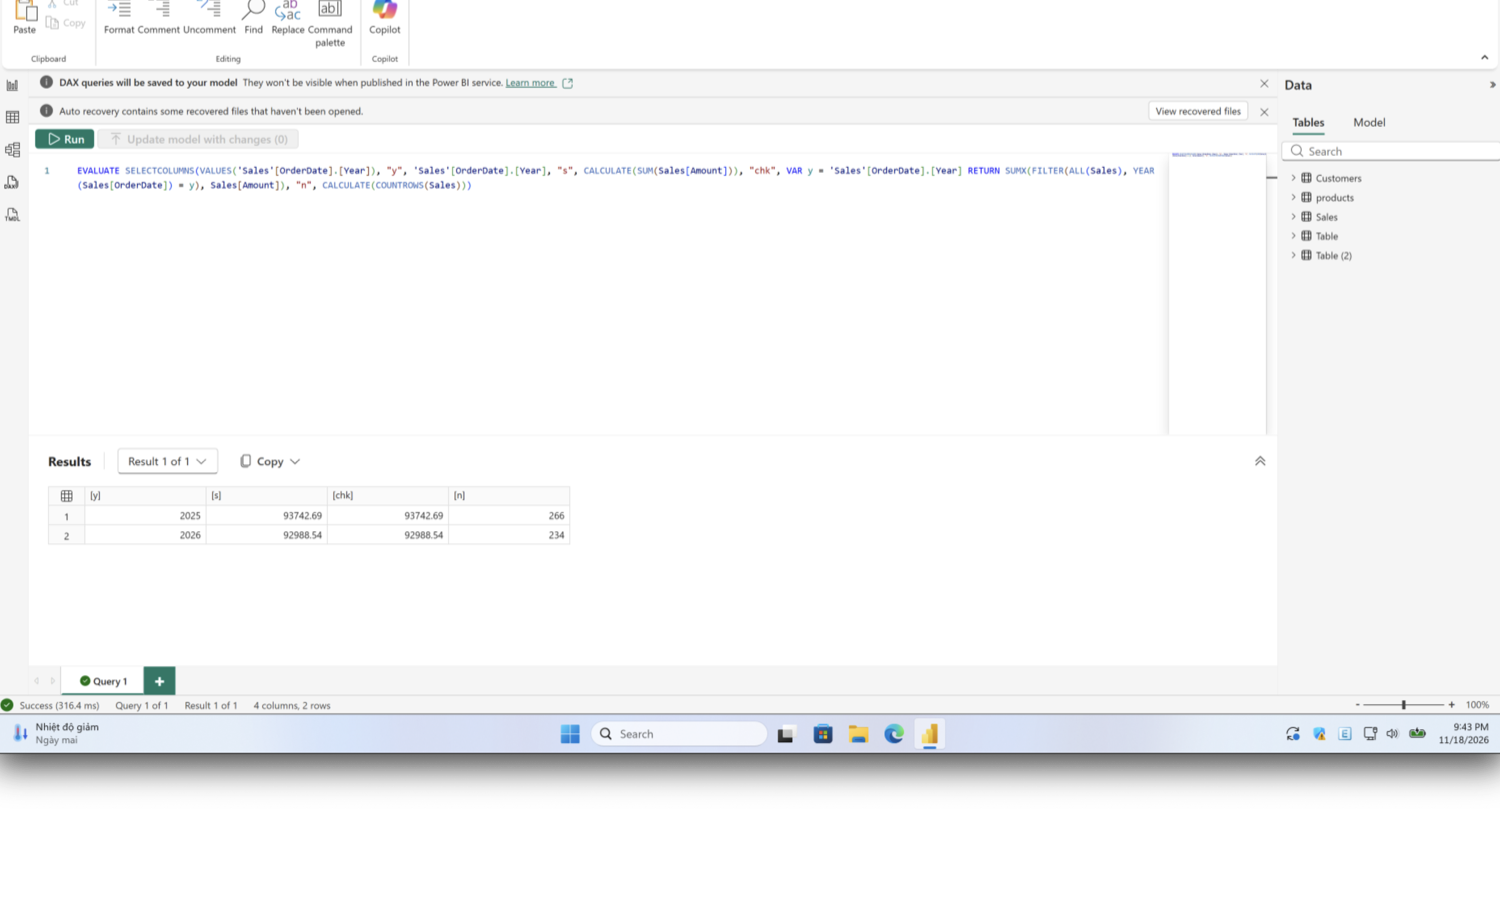 Cut
Copy
Paste
Format Comment Uncomment Find Replace Command palette
Copilot
Clipboard
Editing
Copilot
DAX queries will be saved to your model They won't be visible when published in the Power BI service. Learn more
Auto recovery contains some recovered files that haven't been opened.
View recovered files
Run
Update model with changes (0)
1 EVALUATE SELECTCOLUMNS(VALUES('Sales'[OrderDate].[Year]), "y", 'Sales'[OrderDate].[Year], "s", CALCULATE(SUM(Sales[Amount])), "chk", VAR y = 'Sales'[OrderDate].[Year] RETURN SUMX(FILTER(ALL(Sales), YEAR
(Sales[OrderDate]) = y), Sales[Amount]), "n", CALCULATE(COUNTROWS(Sales)))
Data
Tables Model
Search
Customers
products
Sales
Table
Table (2)
Results Result 1 of 1 Copy
[y] [s] [chk] [n]
1 2025 93742.69 93742.69 266
2 2026 92988.54 92988.54 234
Query 1 +
Success (316.4 ms) Query 1 of 1 Result 1 of 1 4 columns, 2 rows
- + 100%
Nhiệt độ giảm
Ngày mai
Search
9:43 PM
11/18/2026